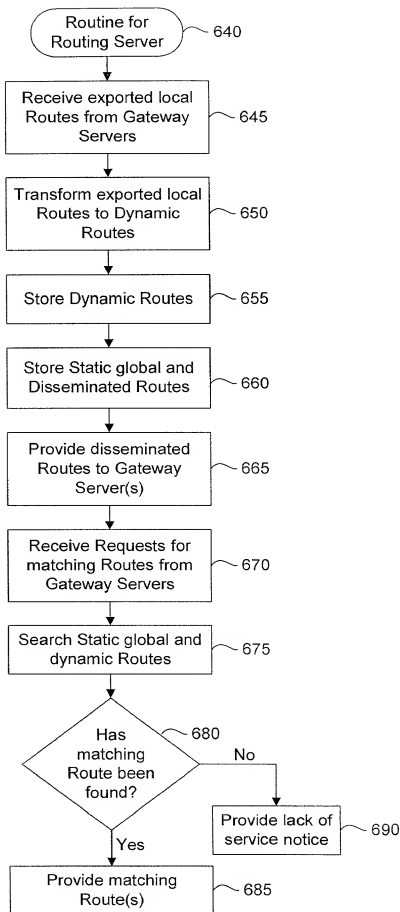 Routine for
Routing Server
640
Receive exported local
Routes from Gateway
Servers
645
Transform exported local
Routes to Dynamic
Routes
650
Store Dynamic Routes
655
Store Static global and
Disseminated Routes
660
Provide disseminated
Routes to Gateway
Server(s)
665
Receive Requests for
matching Routes from
Gateway Servers
670
Search Static global and
dynamic Routes
675
Has
matching
Route been
found?
680
No
Provide lack of
service notice
690
Yes
Provide matching
Route(s)
685